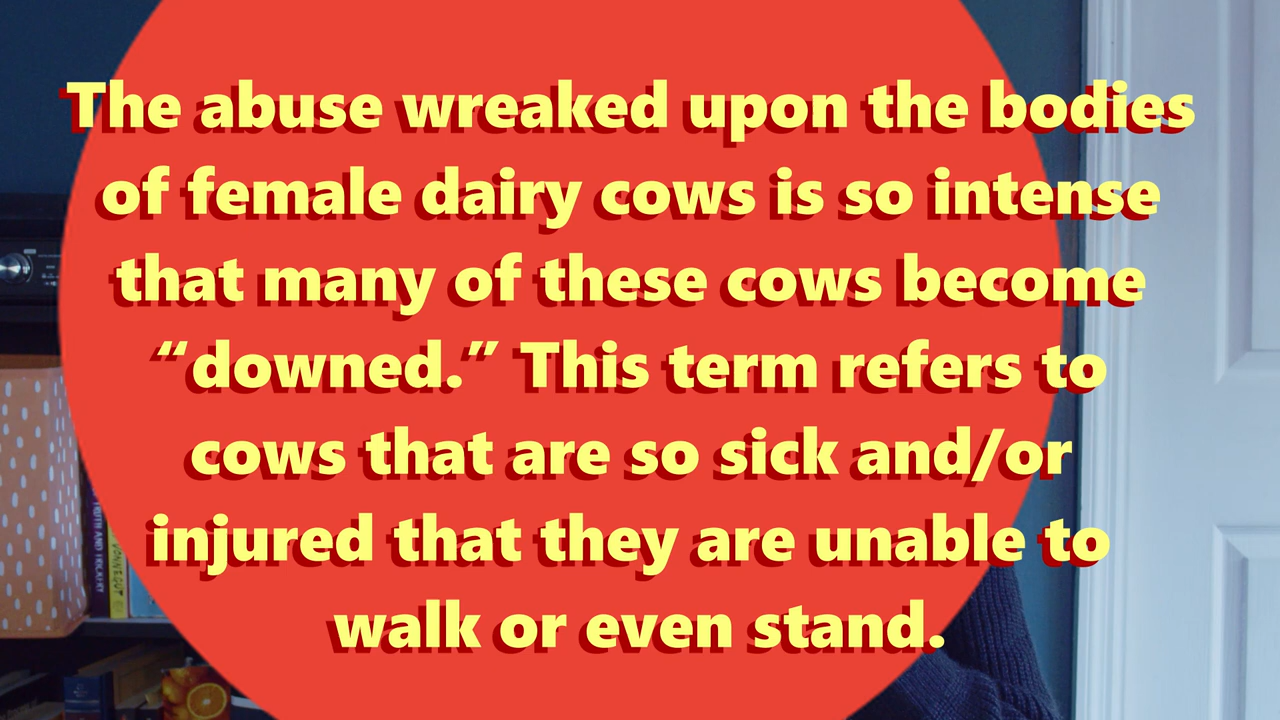 The abuse wreaked upon the bodies
of female dairy cows is so intense
that many of these cows become
“downed.” This term refers to
cows that are so sick and/or
injured that they are unable to
walk or even stand.
VONNEGUT